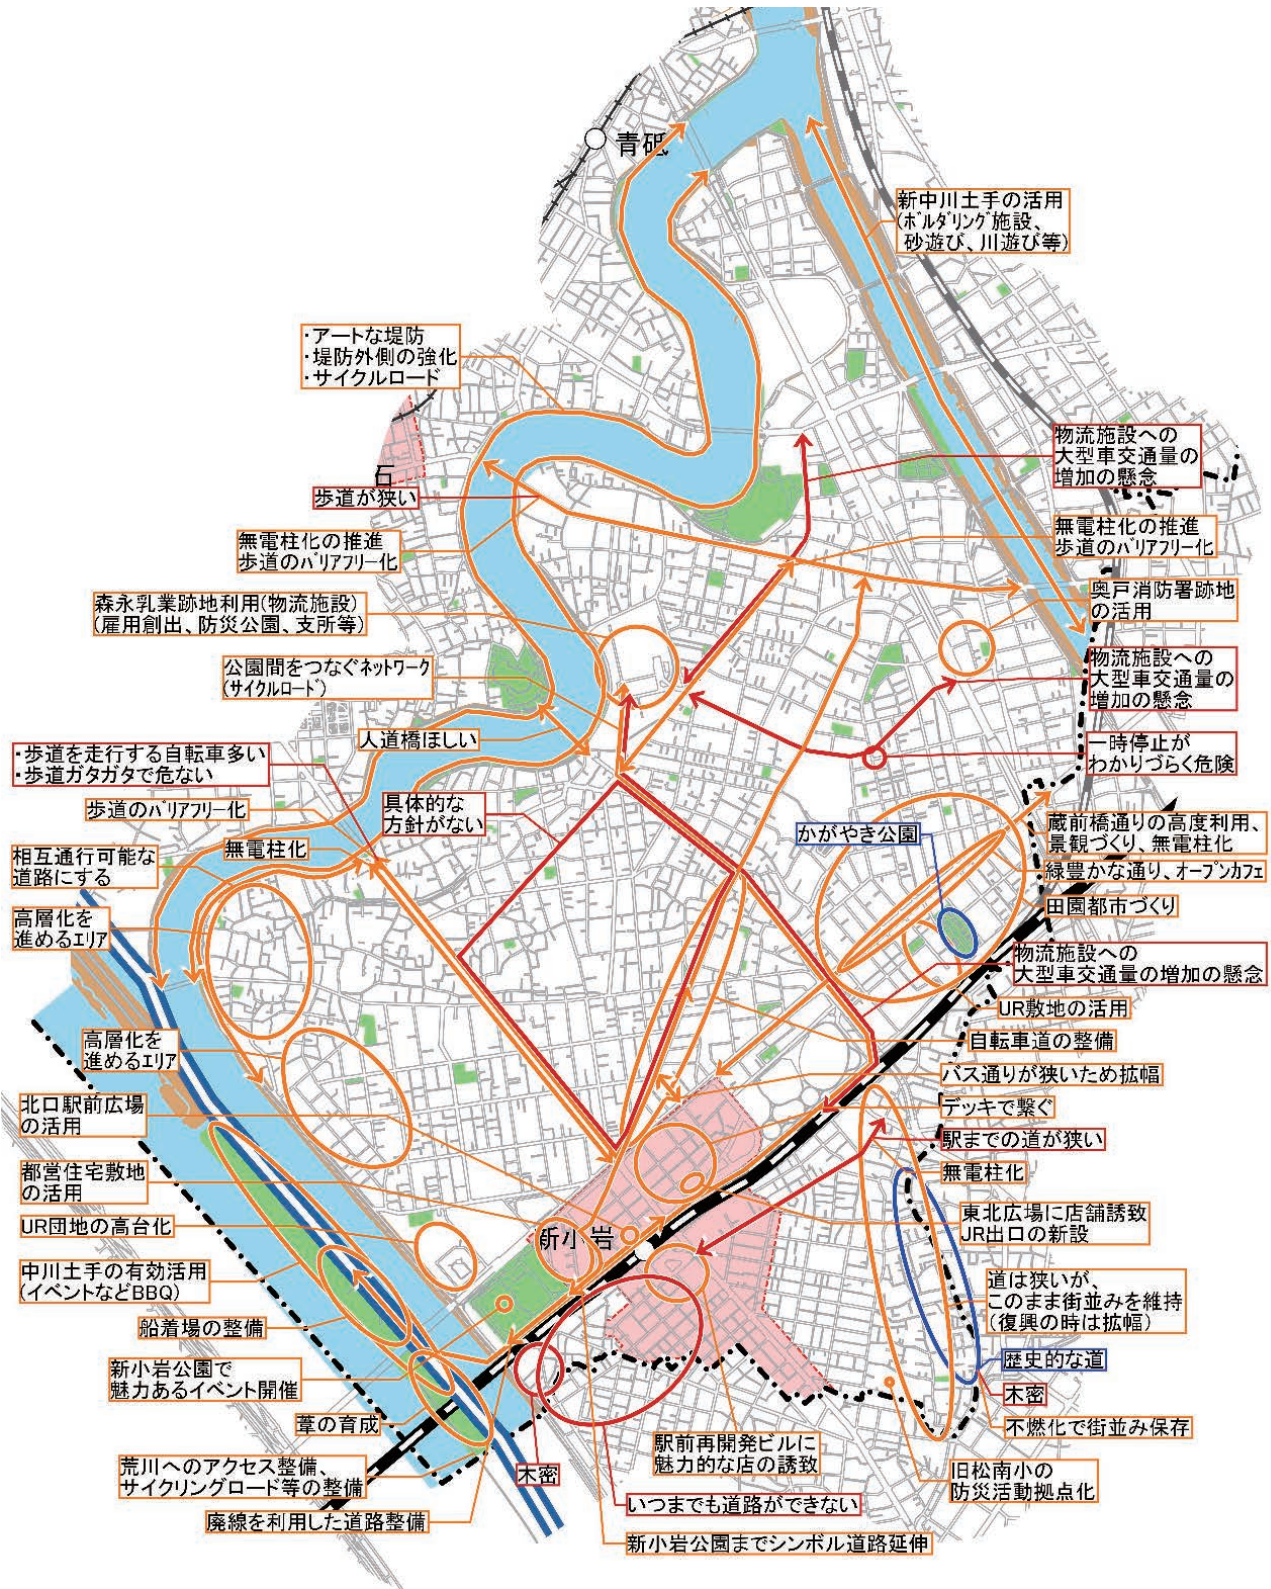 青砥
新中川土手の活用
(ボルダリング施設、
砂遊び、川遊び等)
・アートな堤防
・堤防外側の強化
・サイクルロード
物流施設への
大型車交通量の
増加の懸念
石
歩道が狭い
無電柱化の推進
歩道のバリアフリー化
無電柱化の推進
歩道のバリアフリー化
森永乳業跡地利用(物流施設)
(雇用創出、防災公園、支所等)
奥戸消防署跡地
の活用
公園間をつなぐネットワーク
(サイクルロード)
物流施設への
大型車交通量の
増加の懸念
人道橋ほしい
・歩道を走行する自転車多い
・歩道ガタガタで危ない
一時停止が
わかりづらく危険
歩道のバリアフリー化
具体的な
方針がない
かがやき公園
蔵前橋通りの高度利用、
景観づくり、無電柱化
無電柱化
相互通行可能な
道路にする
緑豊かな通り、オープンカフェ
田園都市づくり
高層化を
進めるエリア
物流施設への
大型車交通量の増加の懸念
UR敷地の活用
高層化を
進めるエリア
自転車道の整備
バス通りが狭いため拡幅
北口駅前広場
の活用
デッキで繋ぐ
駅までの道が狭い
都営住宅敷地
の活用
無電柱化
UR団地の高台化
新小岩
東北広場に店舗誘致
JR出口の新設
中川土手の有効活用
(イベントなどBBQ)
道は狭いが、
このまま街並みを維持
(復興の時は拡幅)
船着場の整備
歴史的な道
新小岩公園で
魅力あるイベント開催
木密
葦の育成
不燃化で街並み保存
駅前再開発ビルに
魅力的な店の誘致
荒川へのアクセス整備、
サイクリングロード等の整備
木密
旧松南小の
防災活動拠点化
いつまでも道路ができない
廃線を利用した道路整備
新小岩公園までシンボル道路延伸